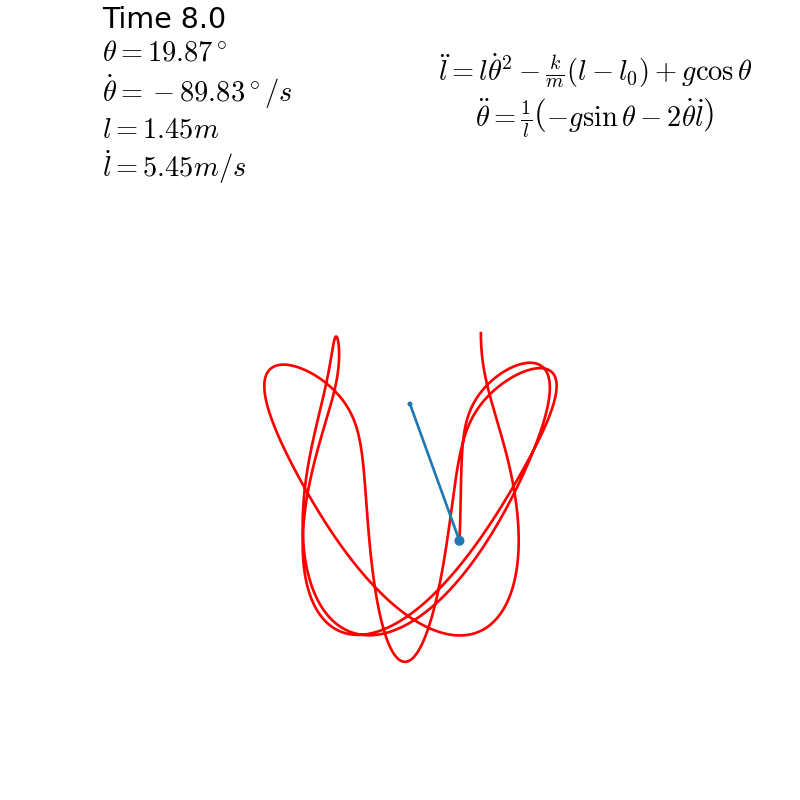 Time 8.0
θ = 19.87°
θ̇ = −89.83°/s
l = 1.45m
l̇ = 5.45m/s
l̈ = lθ̇² − k/m(l − l₀) + g cos θ
θ̈ = 1/l(−g sin θ − 2θ̇l̇)